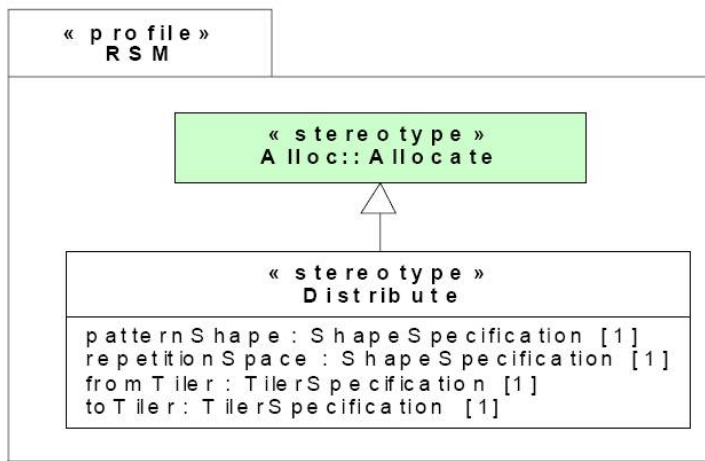 « profile»
RSM
« stereotype»
Alloc::Allocate
« stereotype»
Distribute
patternShape : ShapeSpecification [1]
repetitionSpace : ShapeSpecification [1]
fromTiler : TilerSpecification [1]
toTiler: TilerSpecification [1]